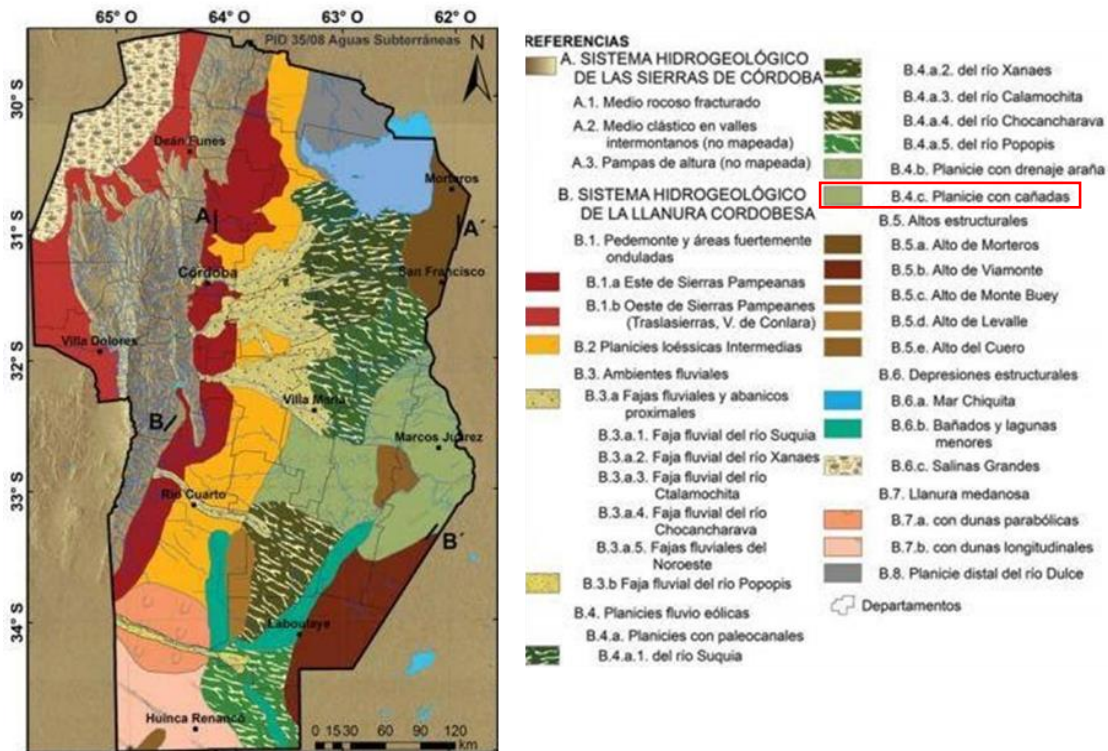 65° O 64° O 63° O 62° O
PID 35/08 Aguas Subterráneas
N
30°S
31°S
32°S
33°S
34°S
Deán Funes
Morteros
A
A´
Córdoba
San Francisco
Villa Dolores
Villa María
B
Marcos Juárez
Río Cuarto
B´
Laboulaye
Huinca Renancó
0 15 30 60 90 120
km
REFERENCIAS
A. SISTEMA HIDROGEOLÓGICO
DE LAS SIERRAS DE CÓRDOBA
A.1. Medio rocoso fracturado
A.2. Medio clástico en valles
intermontanos (no mapeada)
A.3. Pampas de altura (no mapeada)
B. SISTEMA HIDROGEOLÓGICO
DE LA LLANURA CORDOBESA
B.1. Pedemonte y áreas fuertemente
onduladas
B.1.a Este de Sierras Pampeanas
B.1.b Oeste de Sierras Pampeanes
(Traslasierras, V. de Conlara)
B.2 Planicies loéssicas Intermedias
B.3. Ambientes fluviales
B.3.a Fajas fluviales y abanicos
proximales
B.3.a.1. Faja fluvial del río Suquia
B.3.a.2. Faja fluvial del río Xanaes
B.3.a.3. Faja fluvial del río
Ctalamochita
B.3.a.4. Faja fluvial del río
Chocancharava
B.3.a.5. Fajas fluviales del
Noroeste
B.3.b Faja fluvial del río Popopis
B.4. Planicies fluvio eólicas
B.4.a. Planicies con paleocanales
B.4.a.1. del río Suquia
B.4.a.2. del río Xanaes
B.4.a.3. del río Calamochita
B.4.a.4. del río Chocancharava
B.4.a.5. del río Popopis
B.4.b. Planicie con drenaje araña
B.4.c. Planicie con cañadas
B.5. Altos estructurales
B.5.a. Alto de Morteros
B.5.b. Alto de Viamonte
B.5.c. Alto de Monte Buey
B.5.d. Alto de Levalle
B.5.e. Alto del Cuero
B.6. Depresiones estructurales
B.6.a. Mar Chiquita
B.6.b. Bañados y lagunas
menores
B.6.c. Salinas Grandes
B.7. Llanura medanosa
B.7.a. con dunas parabólicas
B.7.b. con dunas longitudinales
B.8. Planicie distal del río Dulce
Departamentos